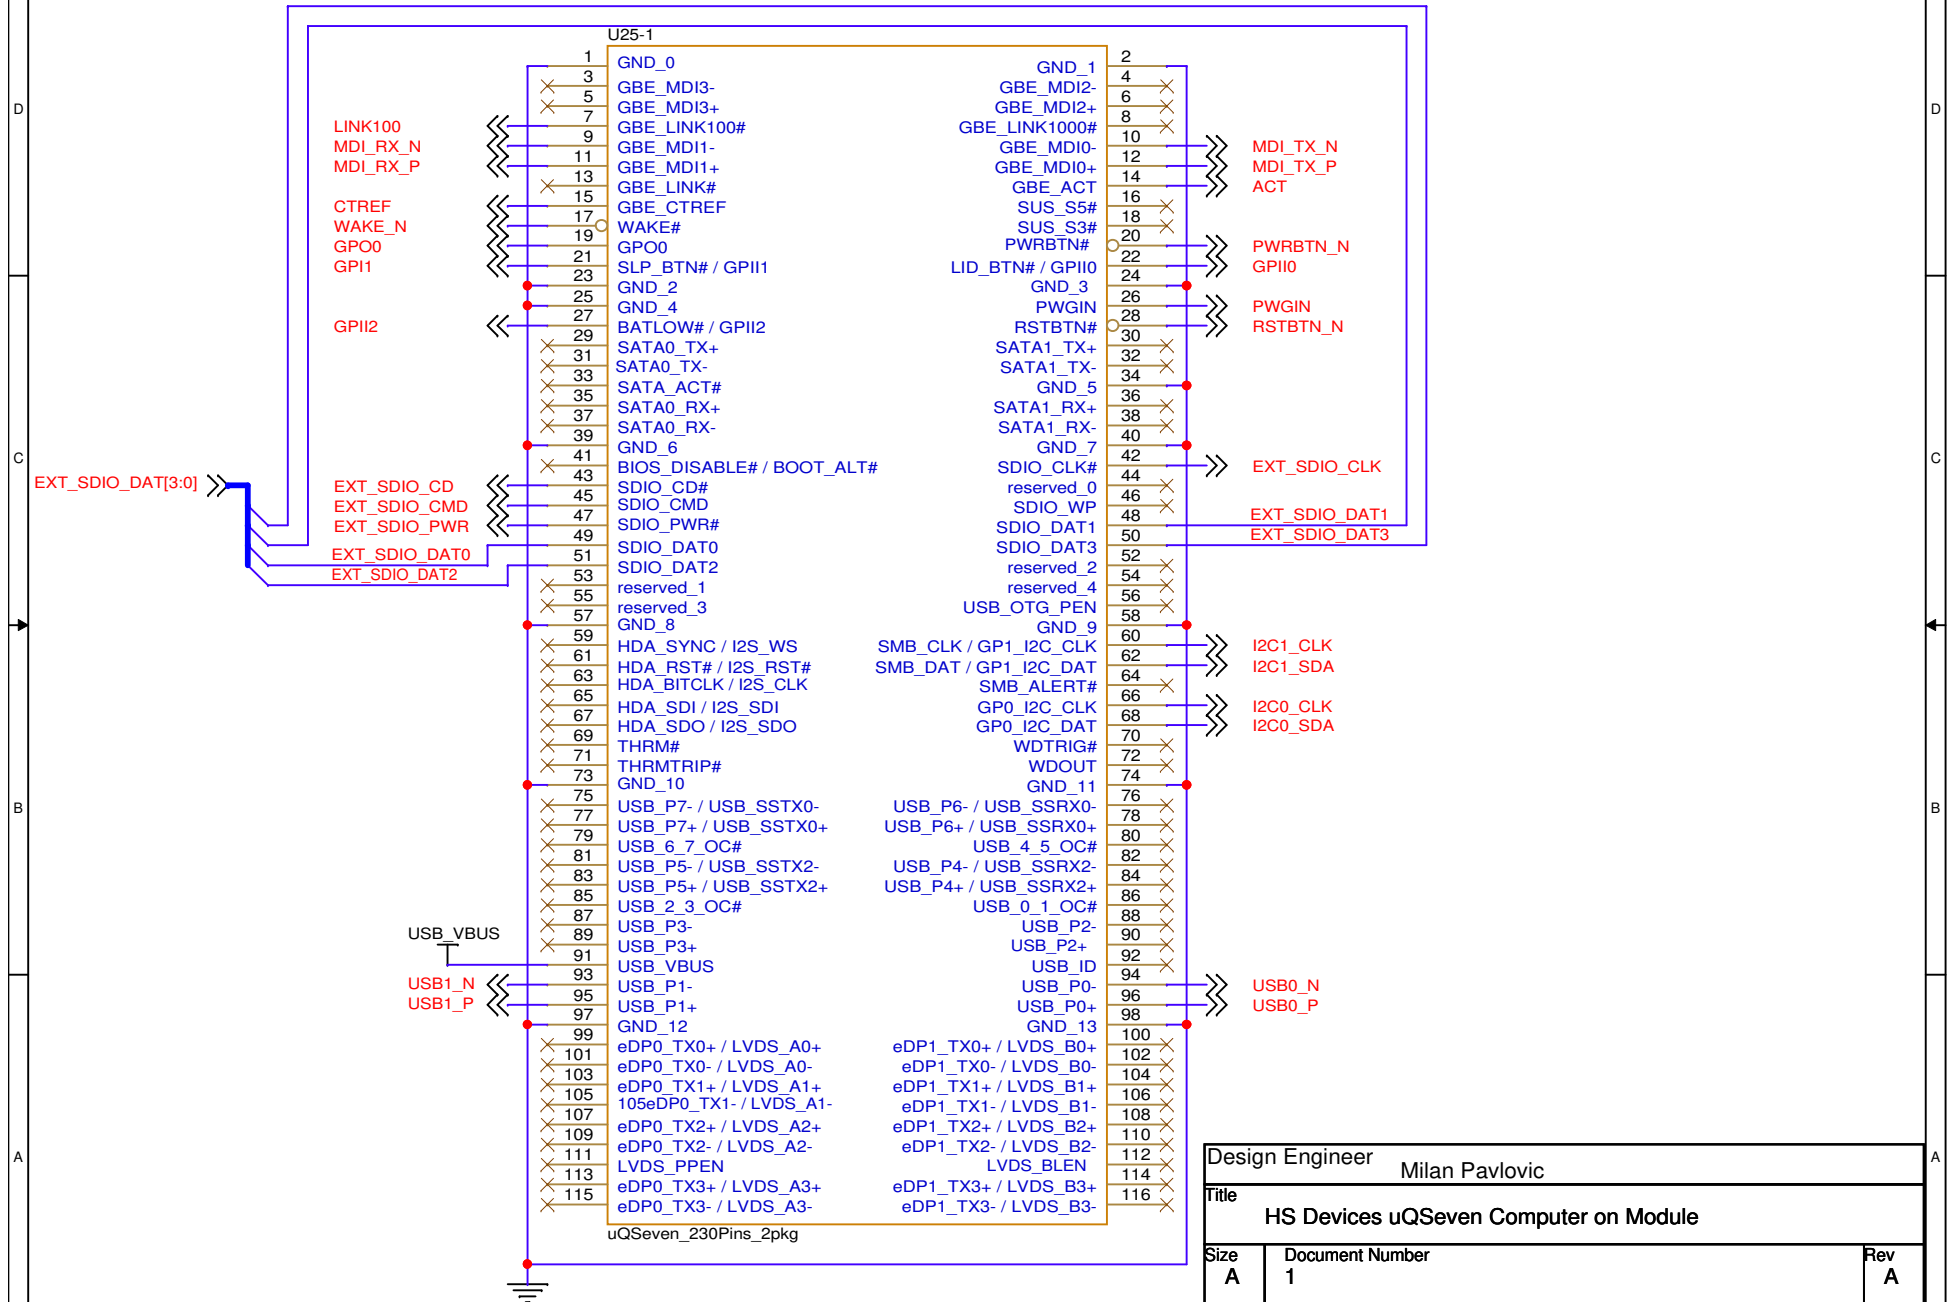 U25-1
1 GND_0 GND_1 2
3 GBE_MDI3- GBE_MDI2- 4
5 GBE_MDI3+ GBE_MDI2+ 6
D D
LINK100 7 GBE_LINK100# GBE_LINK1000# 8
MDI_RX_N 9 GBE_MDI1- GBE_MDI0- 10 MDI_TX_N
MDI_RX_P 11 GBE_MDI1+ GBE_MDI0+ 12 MDI_TX_P
13 GBE_LINK# GBE_ACT 14 ACT
CTREF 15 GBE_CTREF SUS_S5# 16
WAKE_N 17 WAKE# SUS_S3# 18
GPO0 19 GPO0 PWRBTN# 20 PWRBTN_N
GPI1 21 SLP_BTN# / GPII1 LID_BTN# / GPII0 22 GPII0
23 GND_2 GND_3 24
25 GND_4 PWGIN 26 PWGIN
GPII2 27 BATLOW# / GPII2 RSTBTN# 28 RSTBTN_N
29 SATA0_TX+ SATA1_TX+ 30
31 SATA0_TX- SATA1_TX- 32
33 SATA_ACT# GND_5 34
35 SATA0_RX+ SATA1_RX+ 36
37 SATA0_RX- SATA1_RX- 38
39 GND_6 GND_7 40
C C
41 BIOS_DISABLE# / BOOT_ALT# SDIO_CLK# 42 EXT_SDIO_CLK
EXT_SDIO_DAT[3:0] EXT_SDIO_CD 43 SDIO_CD# reserved_0 44
EXT_SDIO_CMD 45 SDIO_CMD SDIO_WP 46
EXT_SDIO_PWR 47 SDIO_PWR# SDIO_DAT1 48 EXT_SDIO_DAT1
EXT_SDIO_DAT0 49 SDIO_DAT0 SDIO_DAT3 50 EXT_SDIO_DAT3
EXT_SDIO_DAT2 51 SDIO_DAT2 reserved_2 52
53 reserved_1 reserved_4 54
55 reserved_3 USB_OTG_PEN 56
57 GND_8 GND_9 58
59 HDA_SYNC / I2S_WS SMB_CLK / GP1_I2C_CLK 60 I2C1_CLK
61 HDA_RST# / I2S_RST# SMB_DAT / GP1_I2C_DAT 62 I2C1_SDA
63 HDA_BITCLK / I2S_CLK SMB_ALERT# 64
65 HDA_SDI / I2S_SDI GP0_I2C_CLK 66 I2C0_CLK
67 HDA_SDO / I2S_SDO GP0_I2C_DAT 68 I2C0_SDA
69 THRM# WDTRIG# 70
71 THRMTRIP# WDOUT 72
73 GND_10 GND_11 74
B B
75 USB_P7- / USB_SSTX0- USB_P6- / USB_SSRX0- 76
77 USB_P7+ / USB_SSTX0+ USB_P6+ / USB_SSRX0+ 78
79 USB_6_7_OC# USB_4_5_OC# 80
81 USB_P5- / USB_SSTX2- USB_P4- / USB_SSRX2- 82
83 USB_P5+ / USB_SSTX2+ USB_P4+ / USB_SSRX2+ 84
85 USB_2_3_OC# USB_0_1_OC# 86
87 USB_P3- USB_P2- 88
USB_VBUS 89 USB_P3+ USB_P2+ 90
91 USB_VBUS USB_ID 92
USB1_N 93 USB_P1- USB_P0- 94 USB0_N
USB1_P 95 USB_P1+ USB_P0+ 96 USB0_P
97 GND_12 GND_13 98
99 eDP0_TX0+ / LVDS_A0+ eDP1_TX0+ / LVDS_B0+ 100
101 eDP0_TX0- / LVDS_A0- eDP1_TX0- / LVDS_B0- 102
103 eDP0_TX1+ / LVDS_A1+ eDP1_TX1+ / LVDS_B1+ 104
105 105eDP0_TX1- / LVDS_A1- eDP1_TX1- / LVDS_B1- 106
107 eDP0_TX2+ / LVDS_A2+ eDP1_TX2+ / LVDS_B2+ 108
109 eDP0_TX2- / LVDS_A2- eDP1_TX2- / LVDS_B2- 110
A A
111 LVDS_PPEN LVDS_BLEN 112
113 eDP0_TX3+ / LVDS_A3+ eDP1_TX3+ / LVDS_B3+ 114
115 eDP0_TX3- / LVDS_A3- eDP1_TX3- / LVDS_B3- 116
uQSeven_230Pins_2pkg
Design Engineer Milan Pavlovic
Title
HS Devices uQSeven Computer on Module
Size Document Number Rev
A 1 A